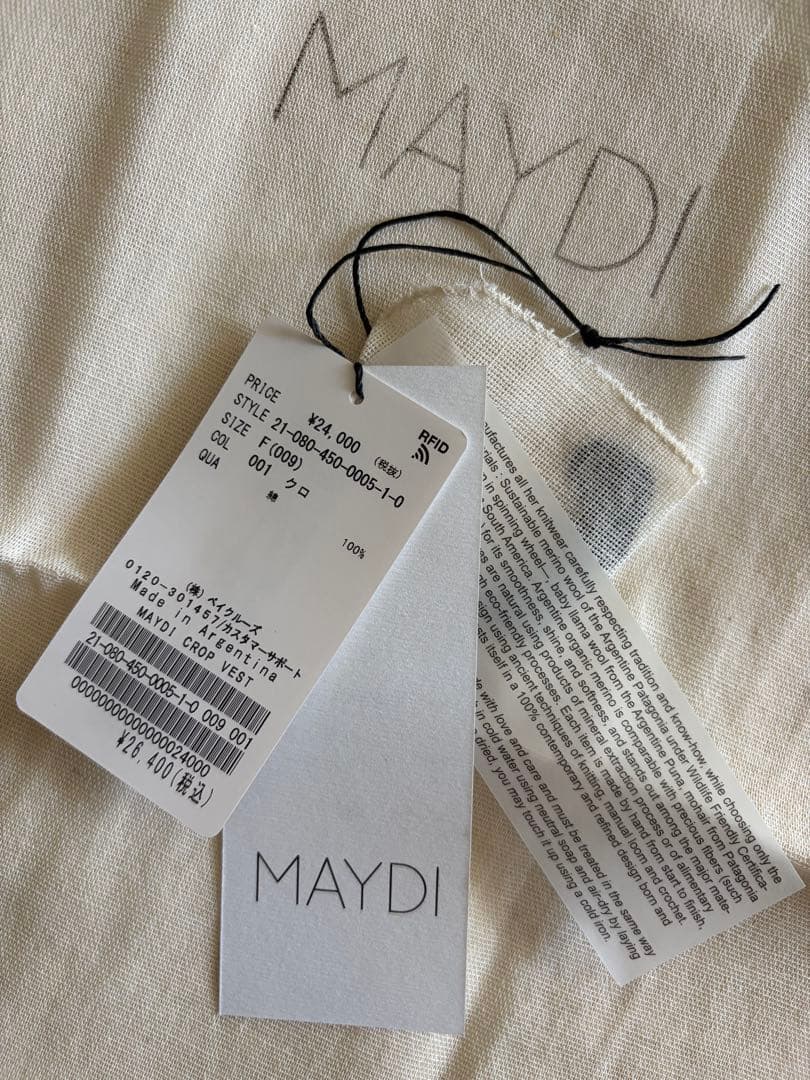 MAYDI
PRICE ¥24,000 (税抜)
STYLE 21-080-450-0005-1-0
SIZE F(009)
COL 001 クロ
QUA 綿 100%
RFID
(株) ベイクルーズ
0120-301457/カスタマーサポート
Made in Argentina
MAYDI CROP VEST
21-080-450-0005-1-0 009 001
0000000000000024000
¥26,400(税込)
MAYDI
nufactures all her knitwear carefully respecting tradition and know-how, while choosing only the
rials : Sustainable merino wool of the Argentine Patagonia under Wildlife Friendly Certifica-
n in spinning wheel— baby llama wool from the Argentine Puna, mohair from Patagonia
South America. Argentine organic merino is comparable with precious fibers (such
) for its smoothness, shine, and softness, and stands out among the major mate-
es are natural using products of mineral extraction process or of alimentary
h eco-friendly processes. Each item is made by hand from start to finish,
sign using ancient techniques of knitting, manual loom and crochet.
sts itself in a 100% contemporary and refined design born and
de with love and care and must be treated in the same way
in cold water using neutral soap and air-dry by laying
dried, you may touch it up using a cold iron.